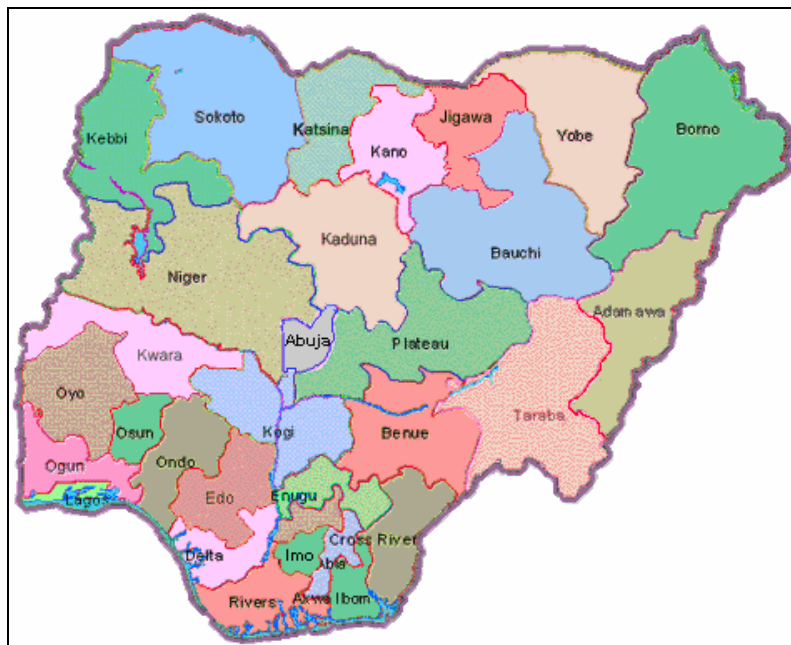 Sokoto
Katsina
Jigawa
Kebbi
Kano
Yobe
Borno
Kaduna
Bauchi
Niger
Adamawa
Abuja
Plateau
Kwara
Oyo
Taraba
Osun
Kogi
Benue
Ogun
Ondo
Edo
Enugu
Lagos
Delta
Cross River
Imo
Abia
Rivers
Akwa Ibom